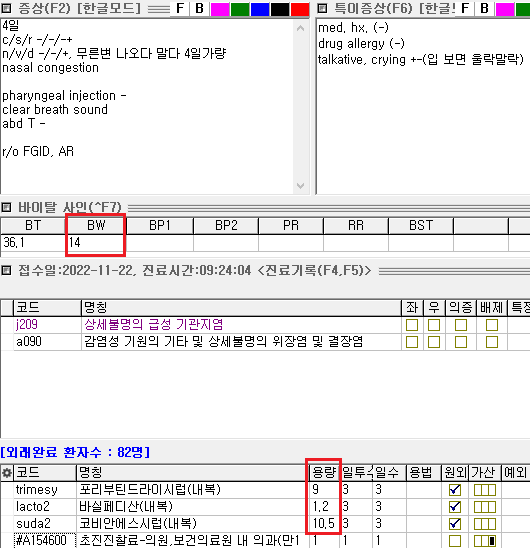 증상(F2) [한글모드] F B
4일
c/s/r -/-/-+
n/v/d -/-/+, 무른변 나오다 말다 4일가량
nasal congestion
pharyngeal injection -
clear breath sound
abd T -
r/o FGID, AR
특이증상(F6) [한글! F B
med. hx. (-)
drug allergy (-)
talkative, crying +-(입 보면 울락말락)
바이탈 사인(^F7)
BT BW BP1 BP2 PR RR BST
36.1 14
접수일:2022-11-22, 진료시간:09:24:04 <진료기록(F4,F5)>
코드 명칭 좌 우 의증 배제 특정
j209 상세불명의 급성 기관지염
a090 감염성 기원의 기타 및 상세불명의 위장염 및 결장염
[외래완료 환자수 : 82명]
코드 명칭 용량 일투수 일수 용법 원외 가산 예외
trimesy 포리부틴드라이시럽(내복) 9 3 3
lacto2 바실페디산(내복) 1.2 3 3
suda2 코비안에스시럽(내복) 10.5 3 3
#A154600 초진진찰료-의원,보건의료원 내 의과(만1 1 1 1